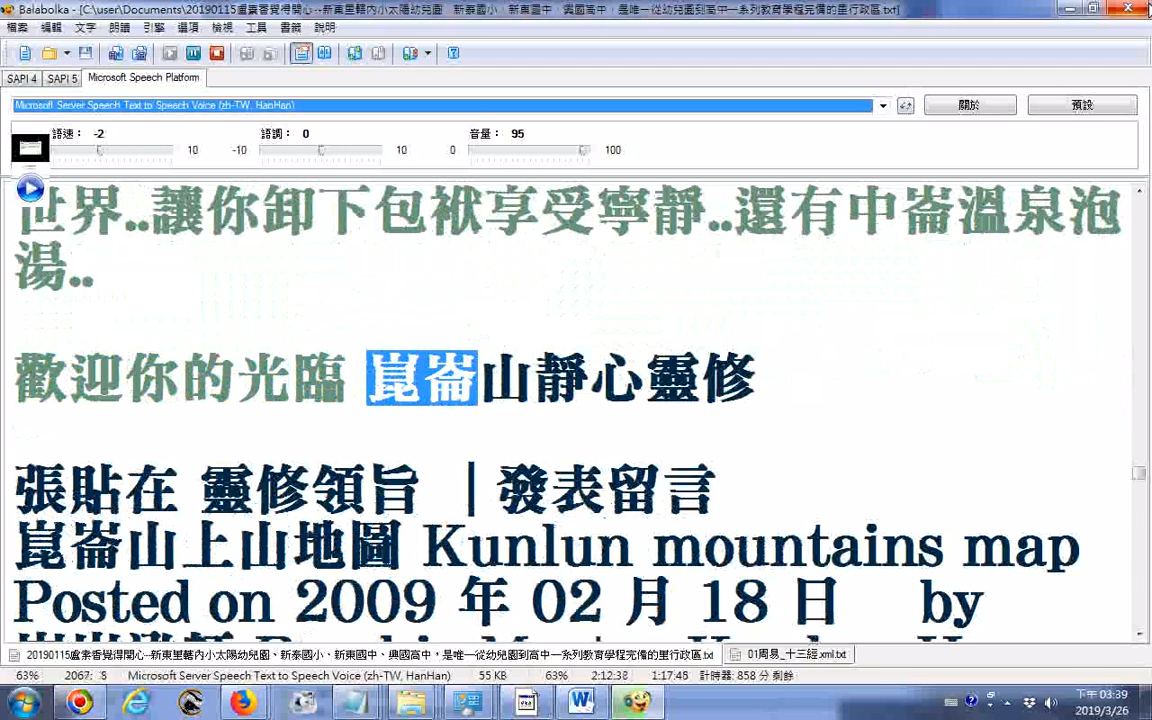 Balabolka - [C:\user\Documents\20190115盧素香覺得開心--新東里轄內小太陽幼兒園、新泰國小、新東國中、興國高中，是唯一從幼兒園到高中一系列教育學程完備的里行政區.txt]
檔案 編輯 文字 朗讀 引擎 選項 檢視 工具 書籤 說明
SAPI 4 SAPI 5 Microsoft Speech Platform
Microsoft Server Speech Text to Speech Voice (zh-TW, HanHan)
關於 預設
語速： -2 語調： 0 音量： 95
10 -10 10 0 100
世界..讓你卸下包袱享受寧靜..還有中崙溫泉泡
湯..
歡迎你的光臨 崑崙山靜心靈修
張貼在 靈修領旨 ｜發表留言
崑崙山上山地圖 Kunlun mountains map
Posted on 2009 年 02 月 18 日 by
20190115盧素香覺得開心--新東里轄內小太陽幼兒園、新泰國小、新東國中、興國高中，是唯一從幼兒園到高中一系列教育學程完備的里行政區.txt 01周易_十三經.xml.txt
63% Microsoft Server Speech Text to Speech Voice (zh-TW, HanHan) 55 KB 63% 2:12:38 1:17:45 計時器: 858 分 剩餘
下午 03:39
2019/3/26